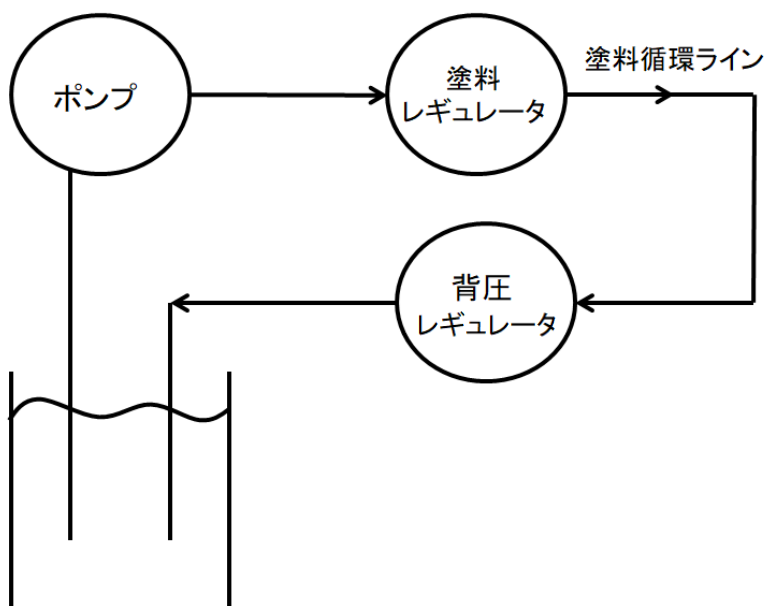 ポンプ
塗料
レギュレータ
塗料循環ライン
背圧
レギュレータ